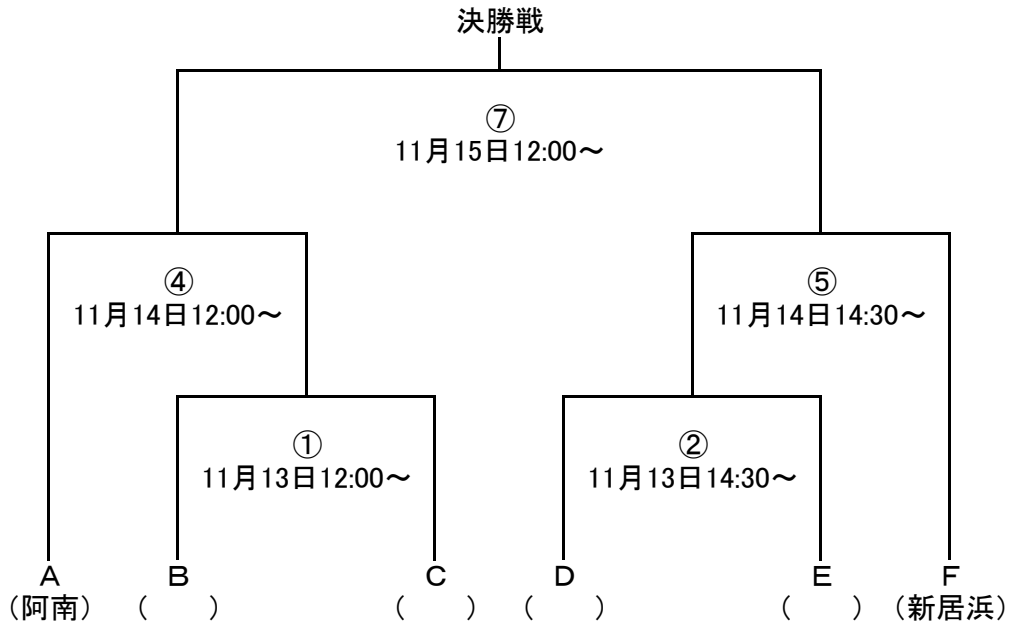 決勝戦
⑦
11月15日12:00～
④
11月14日12:00～
⑤
11月14日14:30～
①
11月13日12:00～
②
11月13日14:30～
A B C D E F
（阿南） （　　） （　　） （　　） （　　） （新居浜）